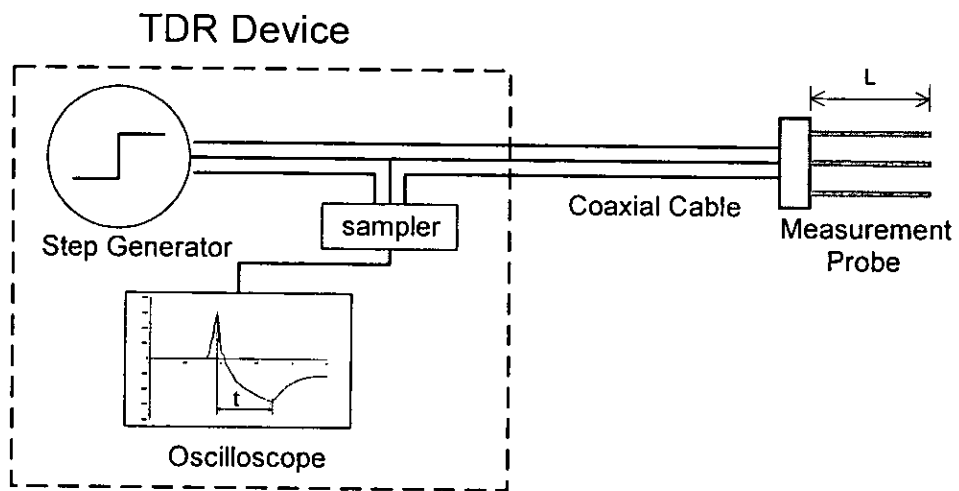 TDR Device
L
Step Generator
sampler
Coaxial Cable
Measurement
Probe
t
Oscilloscope